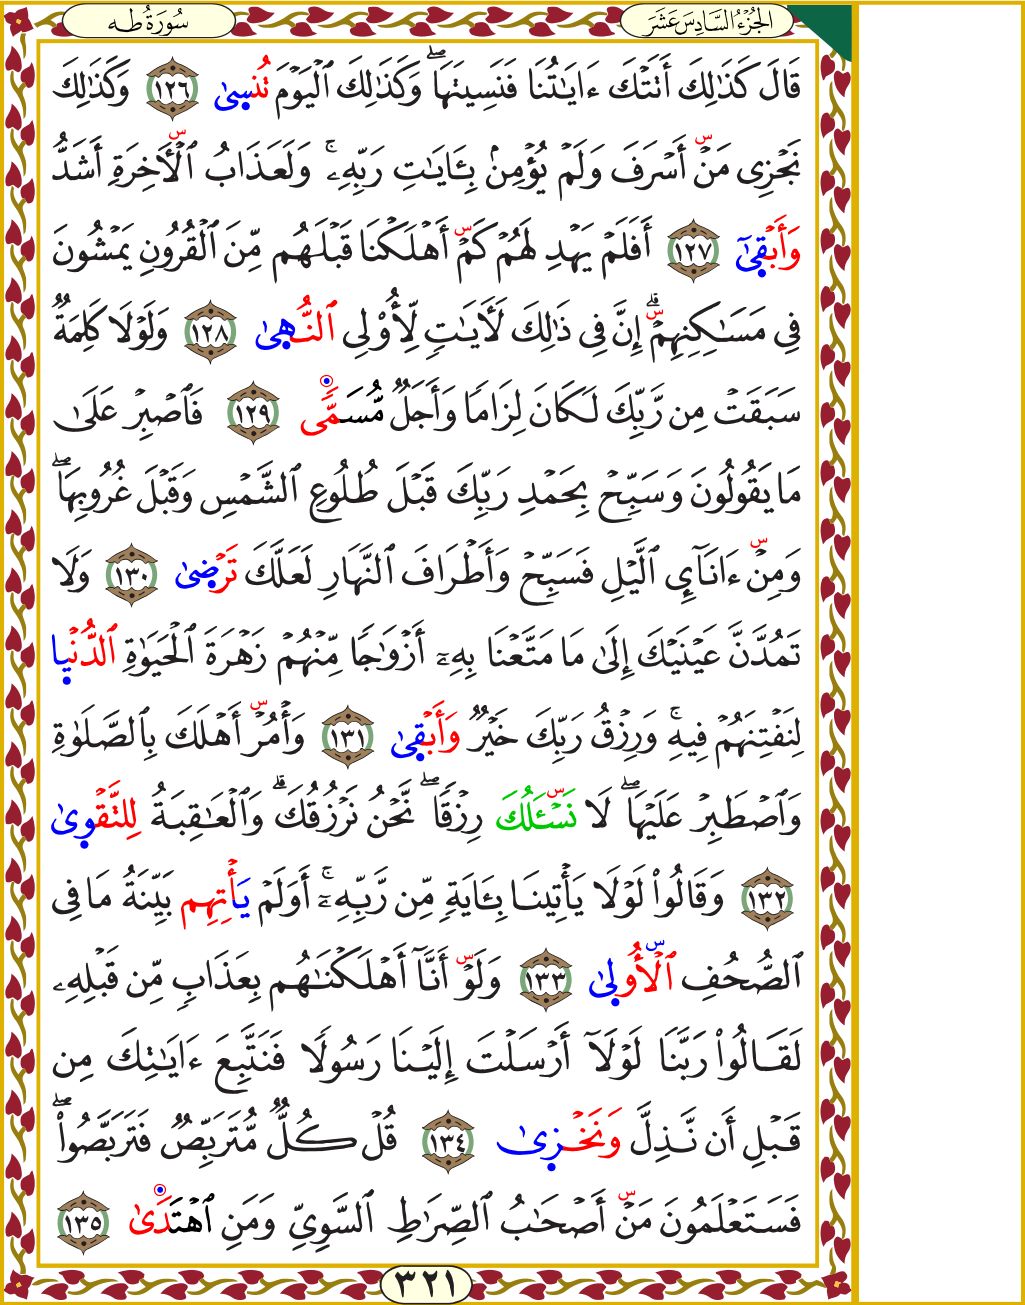 سُورَةُ طه
الجُزْءُ السَّادِسَ عَشَرَ
قَالَ كَذَٰلِكَ أَتَتْكَ ءَايَٰتُنَا فَنَسِيتَهَاۖ وَكَذَٰلِكَ ٱلْيَوْمَ تُنسِىٰ ١٢٦ وَكَذَٰلِكَ
نَجْزِى مَنْ أَسْرَفَ وَلَمْ يُؤْمِنۢ بِـَٔايَٰتِ رَبِّهِۦۚ وَلَعَذَابُ ٱلْأَخِرَةِ أَشَدُّ
وَأَبْقِىٰٓ ١٢٧ أَفَلَمْ يَهْدِ لَهُمْ كَمْ أَهْلَكْنَا قَبْلَهُم مِّنَ ٱلْقُرُونِ يَمْشُونَ
فِى مَسَٰكِنِهِمْۗ إِنَّ فِى ذَٰلِكَ لَأَيَٰتٍ لِّأُو۟لِى ٱلنُّهِىٰ ١٢٨ وَلَوْلَا كَلِمَةٌ
سَبَقَتْ مِن رَّبِّكَ لَكَانَ لِزَامًا وَأَجَلٌ مُّسَمًّى ١٢٩ فَٱصْبِرْ عَلَىٰ
مَا يَقُولُونَ وَسَبِّحْ بِحَمْدِ رَبِّكَ قَبْلَ طُلُوعِ ٱلشَّمْسِ وَقَبْلَ غُرُوبِهَاۖ
وَمِنْ ءَانَآئِ ٱلَّيْلِ فَسَبِّحْ وَأَطْرَافَ ٱلنَّهَارِ لَعَلَّكَ تَرْضِىٰ ١٣٠ وَلَا
تَمُدَّنَّ عَيْنَيْكَ إِلَىٰ مَا مَتَّعْنَا بِهِۦٓ أَزْوَٰجًا مِّنْهُمْ زَهْرَةَ ٱلْحَيَوٰةِ ٱلدُّنْيِا
لِنَفْتِنَهُمْ فِيهِۚ وَرِزْقُ رَبِّكَ خَيْرٌ وَأَبْقِىٰ ١٣١ وَأْمُرْ أَهْلَكَ بِٱلصَّلَوٰةِ
وَٱصْطَبِرْ عَلَيْهَاۖ لَا نَسْـَٔلُكَ رِزْقًاۖ نَّحْنُ نَرْزُقُكَۗ وَٱلْعَٰقِبَةُ لِلتَّقْوِىٰ
١٣٢ وَقَالُوا۟ لَوْلَا يَأْتِينَا بِـَٔايَةٍ مِّن رَّبِّهِۦٓۚ أَوَلَمْ يَأْتِهِم بَيِّنَةُ مَا فِى
ٱلصُّحُفِ ٱلْأُولِىٰ ١٣٣ وَلَوْ أَنَّآ أَهْلَكْنَٰهُم بِعَذَابٍ مِّن قَبْلِهِۦ
لَقَالُوا۟ رَبَّنَا لَوْلَآ أَرْسَلْتَ إِلَيْنَا رَسُولًا فَنَتَّبِعَ ءَايَٰتِكَ مِن
قَبْلِ أَن نَّذِلَّ وَنَخْزِىٰ ١٣٤ قُلْ كُلٌّ مُّتَرَبِّصٌ فَتَرَبَّصُوا۟ۖ
فَسَتَعْلَمُونَ مَنْ أَصْحَٰبُ ٱلصِّرَٰطِ ٱلسَّوِىِّ وَمَنِ ٱهْتَدَىٰ ١٣٥
٣٢١